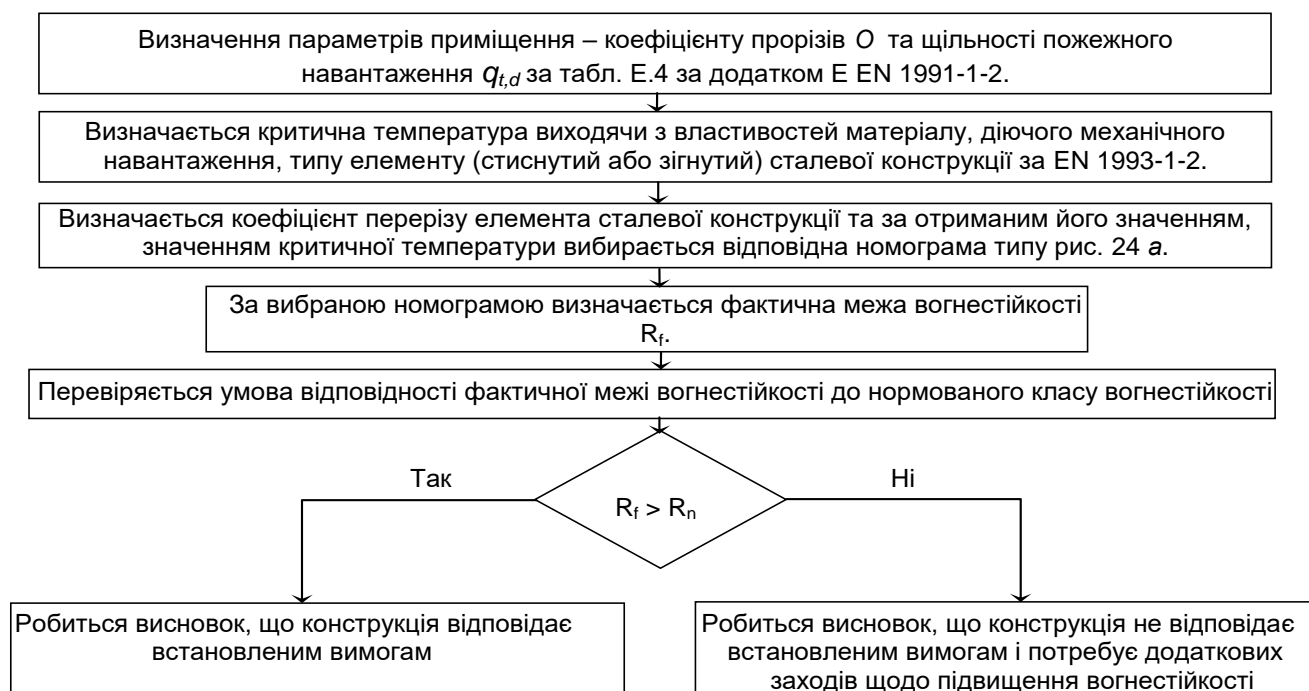 Визначення параметрів приміщення – коефіцієнту прорізів O та щільності пожежного
навантаження qt,d за табл. Е.4 за додатком Е EN 1991-1-2.
Визначається критична температура виходячи з властивостей матеріалу, діючого механічного
навантаження, типу елементу (стиснутий або зігнутий) сталевої конструкції за EN 1993-1-2.
Визначається коефіцієнт перерізу елемента сталевої конструкції та за отриманим його значенням,
значенням критичної температури вибирається відповідна номограма типу рис. 24 а.
За вибраною номограмою визначається фактична межа вогнестійкості
Rf.
Перевіряється умова відповідності фактичної межі вогнестійкості до нормованого класу вогнестійкості
Так
Ні
Rf > Rn
Робиться висновок, що конструкція відповідає
встановленим вимогам
Робиться висновок, що конструкція не відповідає
встановленим вимогам і потребує додаткових
заходів щодо підвищення вогнестійкості